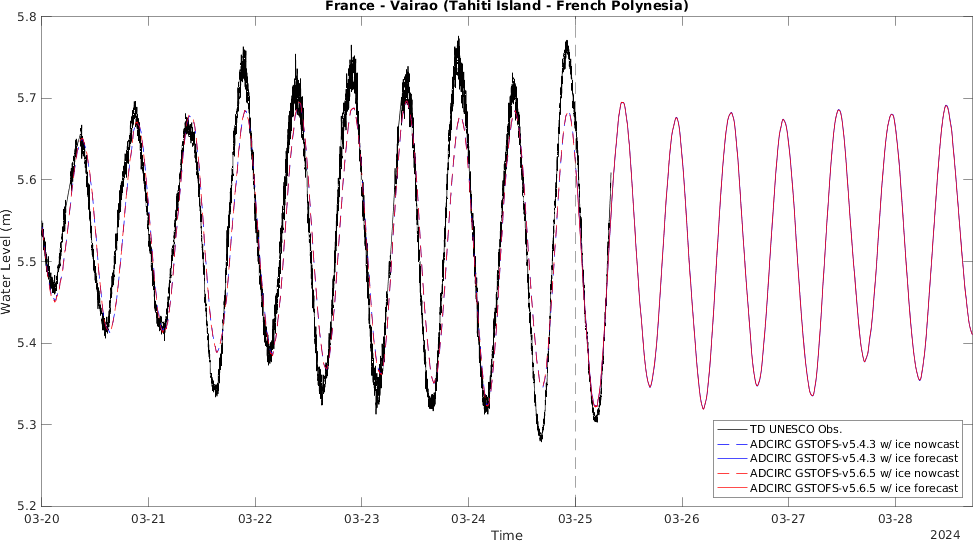 France - Vairao (Tahiti Island - French Polynesia)
5.8
5.7
5.6
5.5
5.4
5.3
5.2
Water Level (m)
TD UNESCO Obs.
ADCIRC GSTOFS-v5.4.3 w/ ice nowcast
ADCIRC GSTOFS-v5.4.3 w/ ice forecast
ADCIRC GSTOFS-v5.6.5 w/ ice nowcast
ADCIRC GSTOFS-v5.6.5 w/ ice forecast
03-20 03-21 03-22 03-23 03-24 03-25 03-26 03-27 03-28
Time
2024